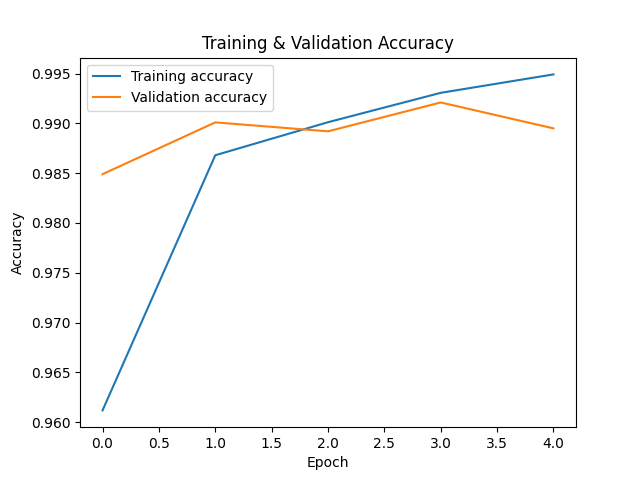 Training & Validation Accuracy
Training accuracy
Validation accuracy
0.995
0.990
0.985
0.980
0.975
0.970
0.965
0.960
Accuracy
0.0 0.5 1.0 1.5 2.0 2.5 3.0 3.5 4.0
Epoch